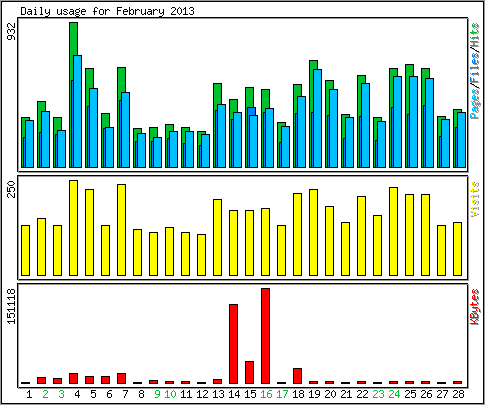 Daily usage for February 2013
932
Pages/Files/Hits
250
Visits
151118
KBytes
1 2 3 4 5 6 7 8 9 10 11 12 13 14 15 16 17 18 19 20 21 22 23 24 25 26 27 28